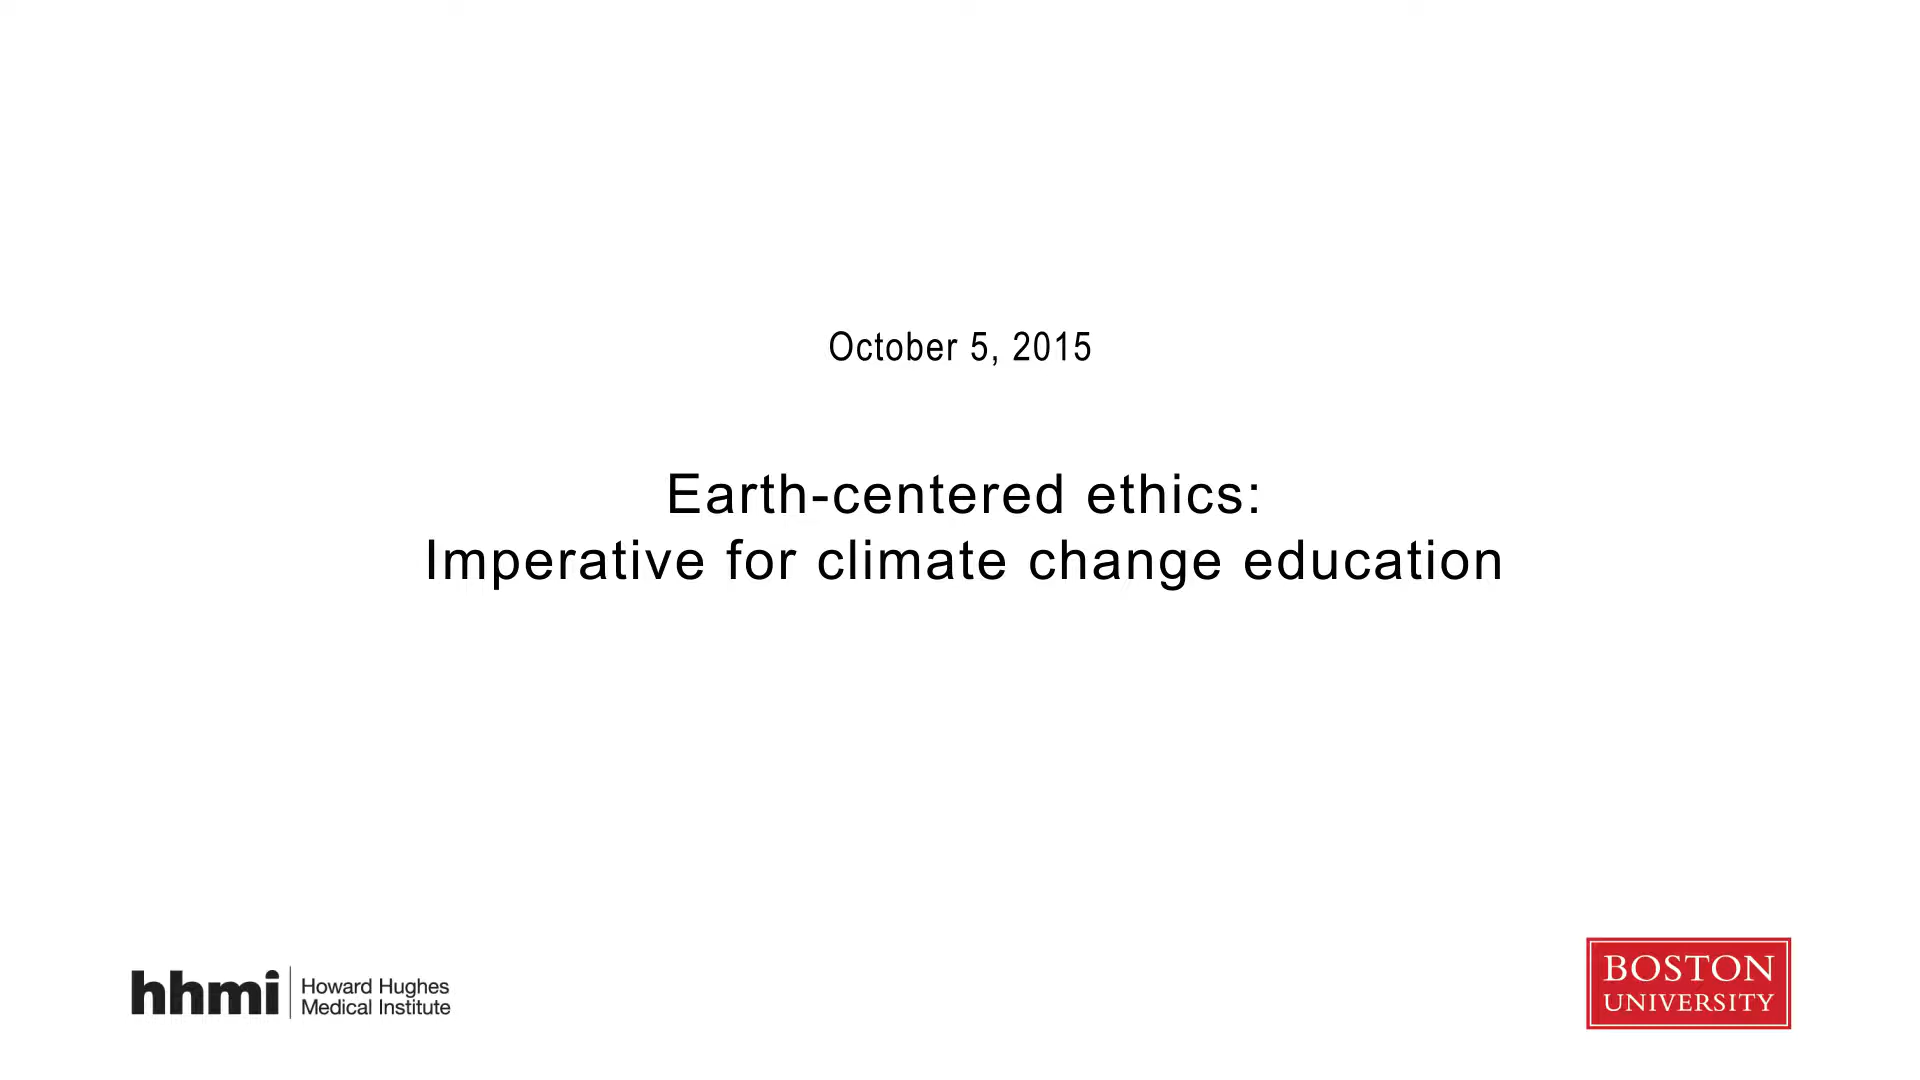 October 5, 2015
Earth-centered ethics:
Imperative for climate change education
hhmi
Howard Hughes
Medical Institute
BOSTON
UNIVERSITY